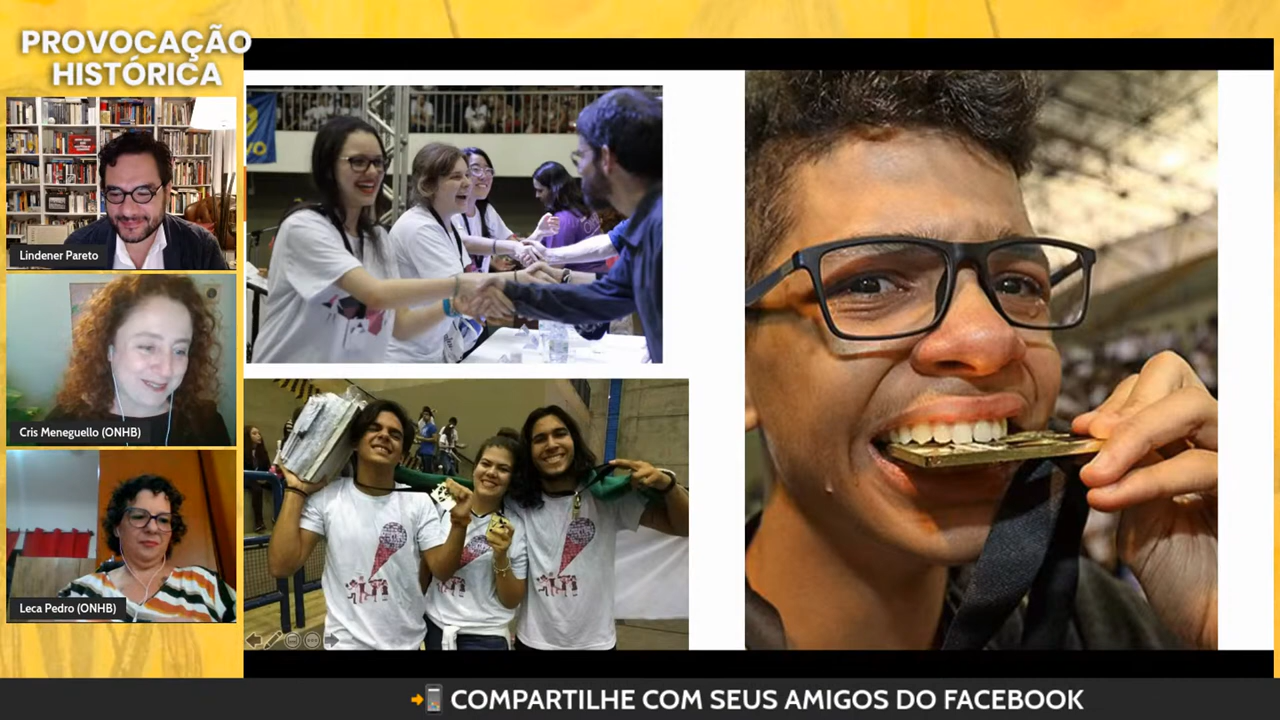 PROVOCAÇÃO
HISTÓRICA
Lindener Pareto
Cris Meneguello (ONHB)
Leca Pedro (ONHB)
COMPARTILHE COM SEUS AMIGOS DO FACEBOOK